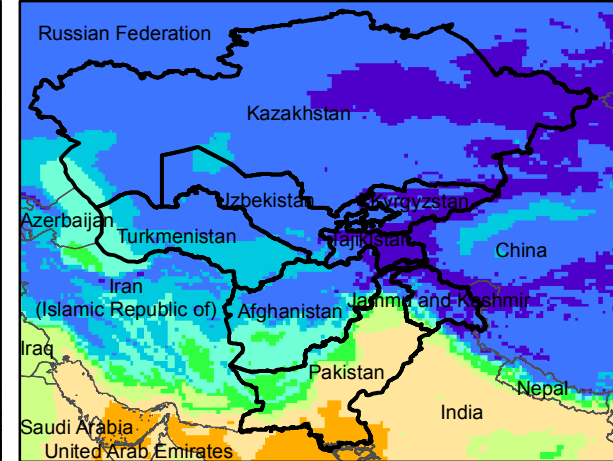 Russian Federation
Kazakhstan
Uzbekistan
Kyrgyzstan
Azerbaijan
Turkmenistan
Tajikistan
China
Iran
(Islamic Republic of)
Afghanistan
Jammu and Kashmir
Iraq
Pakistan
Nepal
India
Saudi Arabia
United Arab Emirates